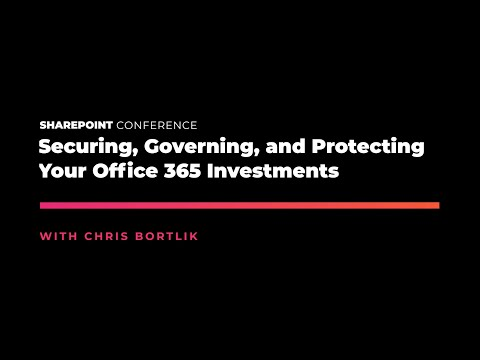 SHAREPOINT CONFERENCE
Securing, Governing, and Protecting
Your Office 365 Investments
WITH CHRIS BORTLIK